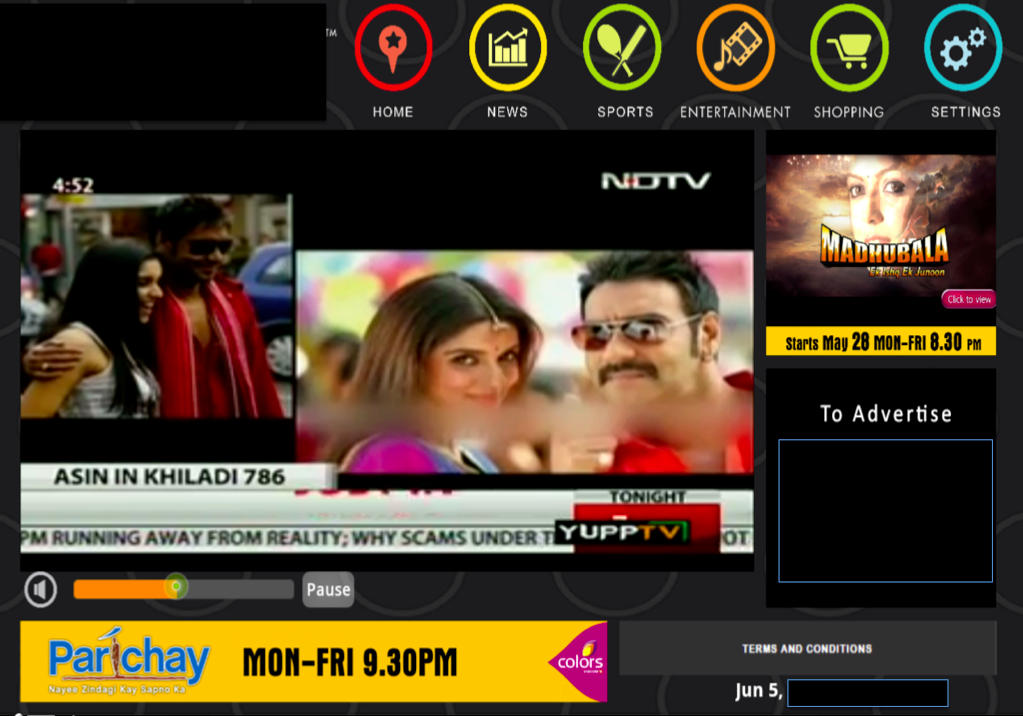 TM
HOME NEWS SPORTS ENTERTAINMENT SHOPPING SETTINGS
4:52
NDTV
MADHUBALA
Ek Ishq Ek Junoon
Click to view
Starts May 28 MON-FRI 8.30 PM
To Advertise
ASIN IN KHILADI 786
TONIGHT
PM RUNNING AWAY FROM REALITY; WHY SCAMS UNDER
YUPPTV
Pause
Parichay
Nayee Zindagi Kay Sapno Ka
MON-FRI 9.30PM
colors
TERMS AND CONDITIONS
Jun 5,